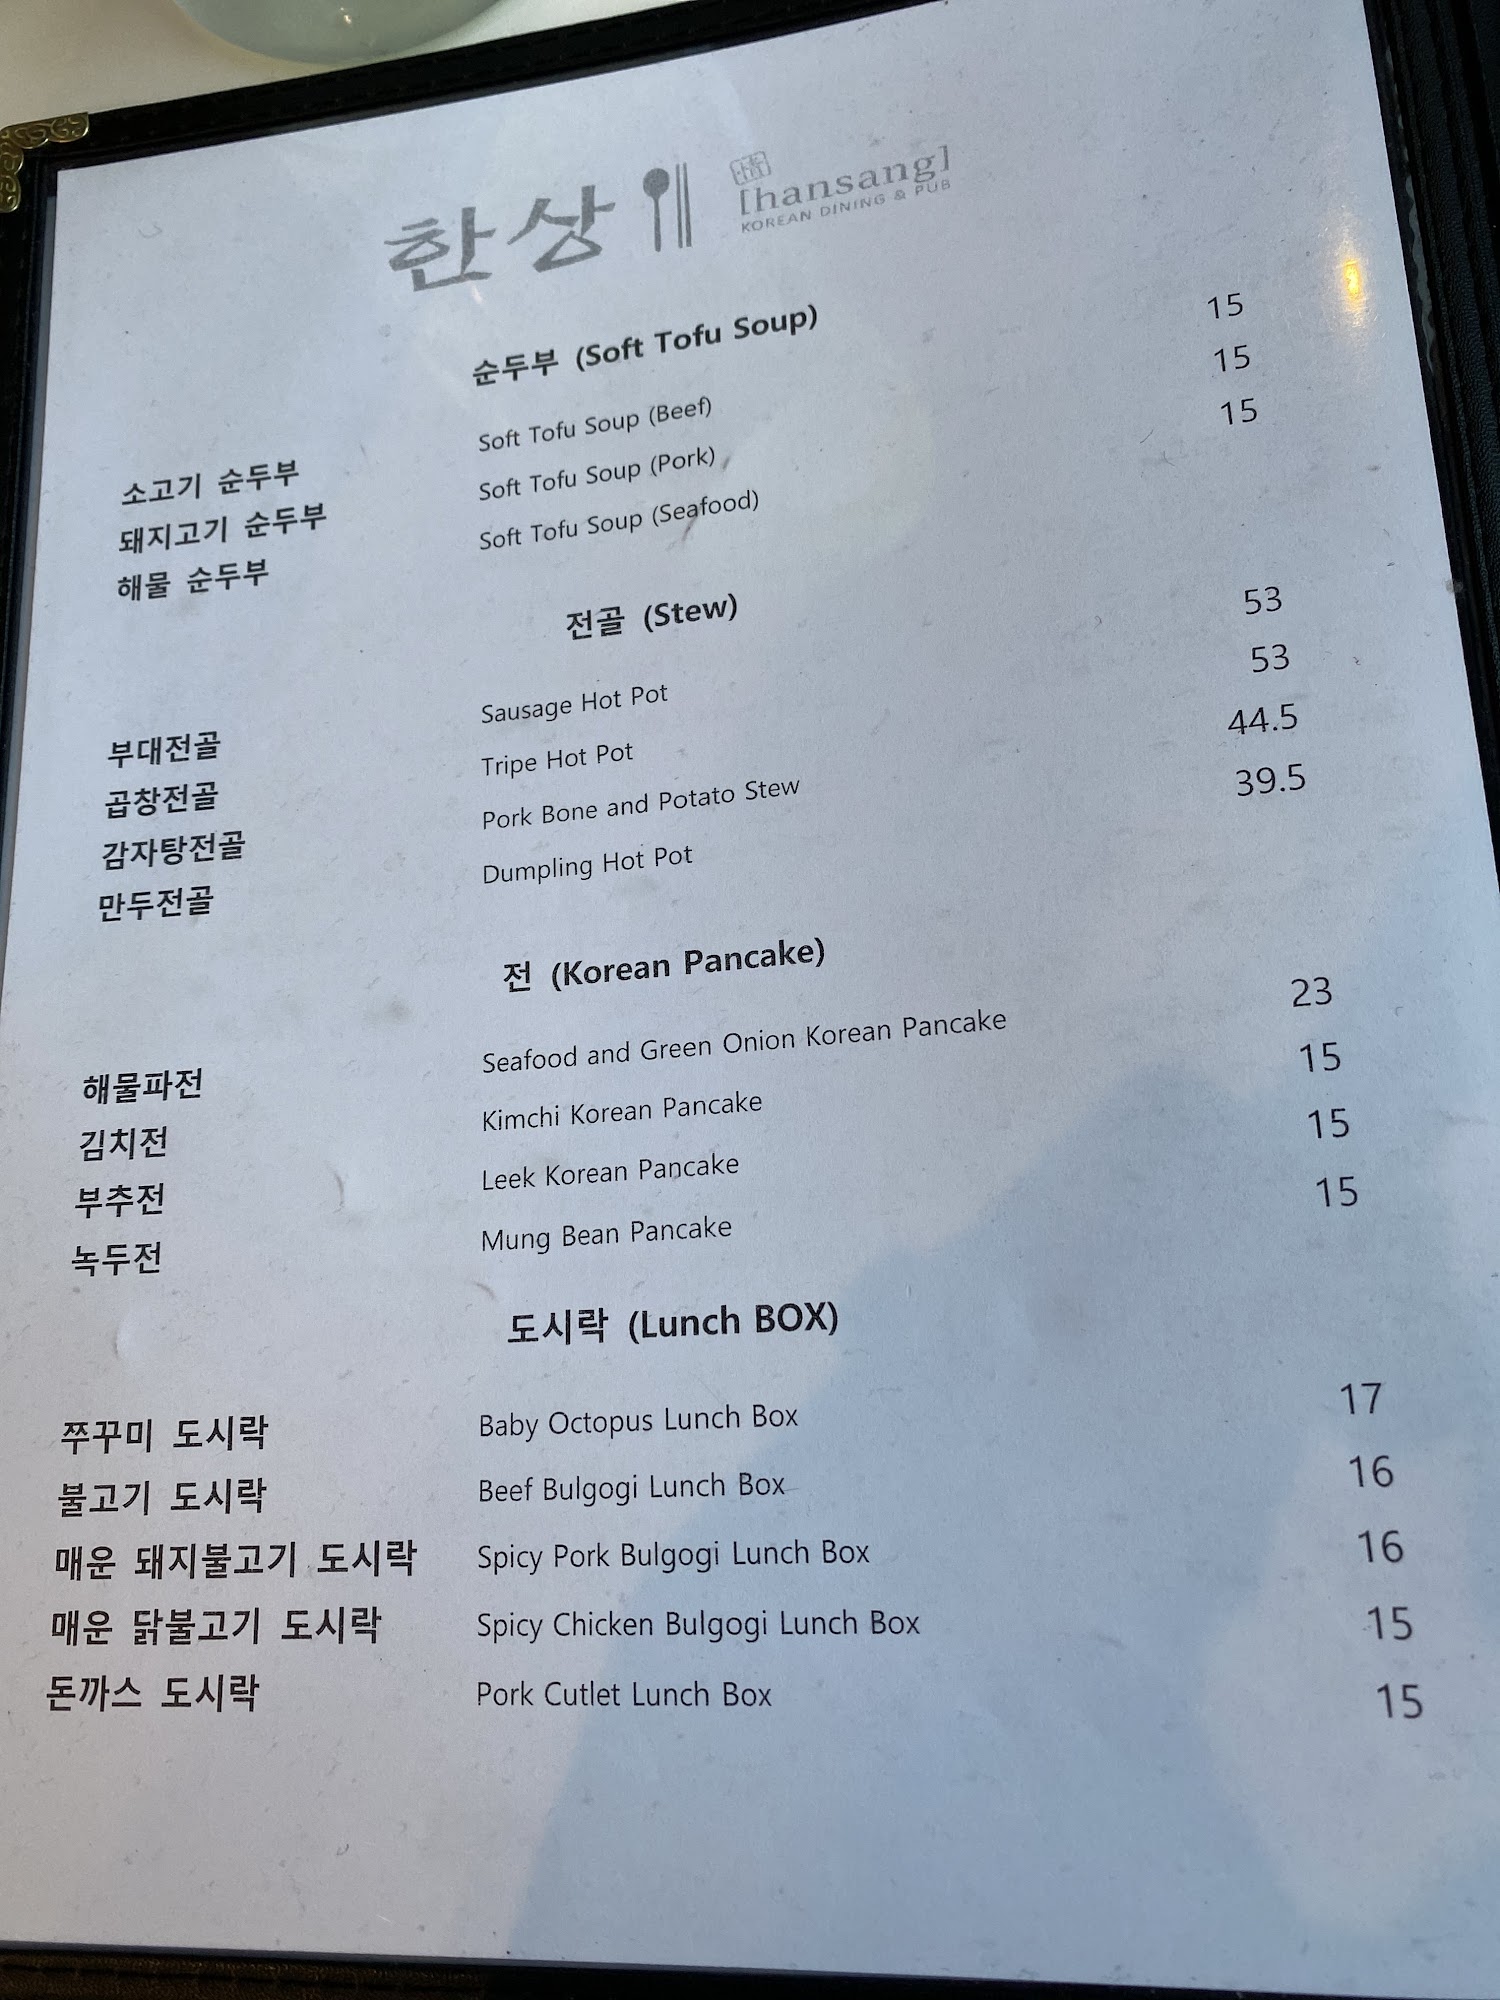 한상 [hansang]
KOREAN DINING & PUB
순두부 (Soft Tofu Soup)
소고기 순두부 Soft Tofu Soup (Beef) 15
돼지고기 순두부 Soft Tofu Soup (Pork) 15
해물 순두부 Soft Tofu Soup (Seafood) 15
전골 (Stew)
부대전골 Sausage Hot Pot 53
곱창전골 Tripe Hot Pot 53
감자탕전골 Pork Bone and Potato Stew 44.5
만두전골 Dumpling Hot Pot 39.5
전 (Korean Pancake)
해물파전 Seafood and Green Onion Korean Pancake 23
김치전 Kimchi Korean Pancake 15
부추전 Leek Korean Pancake 15
녹두전 Mung Bean Pancake 15
도시락 (Lunch BOX)
쭈꾸미 도시락 Baby Octopus Lunch Box 17
불고기 도시락 Beef Bulgogi Lunch Box 16
매운 돼지불고기 도시락 Spicy Pork Bulgogi Lunch Box 16
매운 닭불고기 도시락 Spicy Chicken Bulgogi Lunch Box 15
돈까스 도시락 Pork Cutlet Lunch Box 15